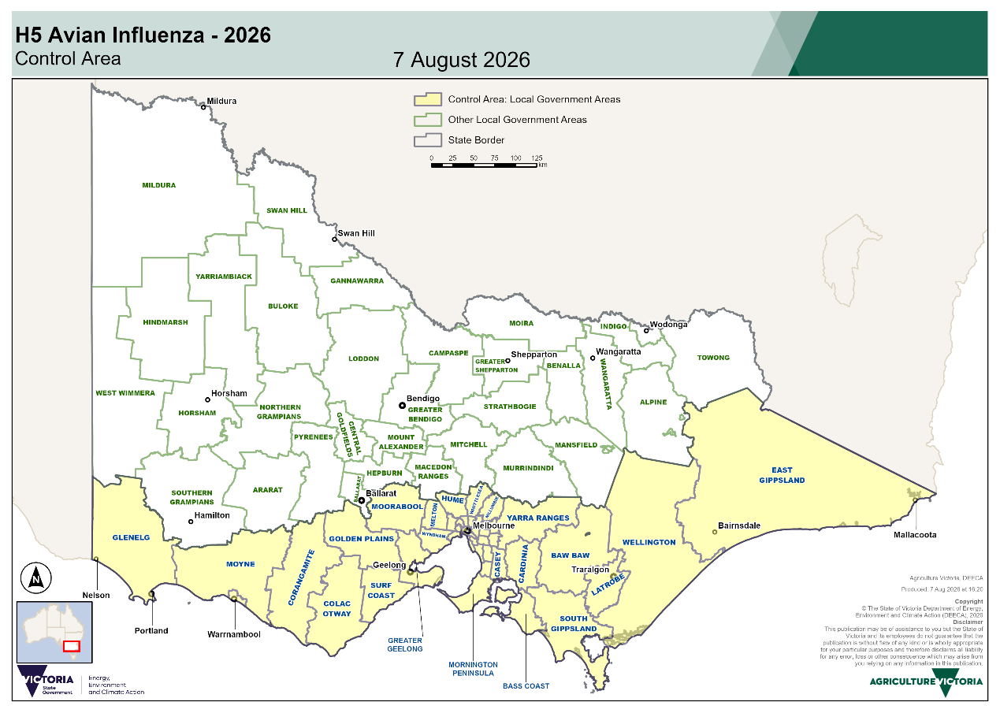 H5 Avian Influenza - 2026
Control Area
7 August 2026
Control Area: Local Government Areas
Other Local Government Areas
State Border
0 25 50 75 100 125
km
Mildura
MILDURA
SWAN HILL
Swan Hill
YARRIAMBIACK
GANNAWARRA
BULOKE
HINDMARSH
MOIRA
INDIGO
Wodonga
LODDON
CAMPASPE
Shepparton
GREATER
SHEPPARTON
Wangaratta
BENALLA
WANGARATTA
TOWONG
WEST WIMMERA
Horsham
HORSHAM
NORTHERN
GRAMPIANS
Bendigo
GREATER
BENDIGO
STRATHBOGIE
ALPINE
PYRENEES
CENTRAL
GOLDFIELDS
MOUNT
ALEXANDER
MITCHELL
MANSFIELD
HEPBURN
MACEDON
RANGES
MURRINDINDI
EAST
GIPPSLAND
SOUTHERN
GRAMPIANS
ARARAT
BALLARAT
Ballarat
Hamilton
MOORABOOL
MELTON
HUME
WHITTLESEA
NILLUMBIK
YARRA RANGES
Melbourne
WYNDHAM
GLENELG
GOLDEN PLAINS
MOYNE
CORANGAMITE
Geelong
CASEY
CARDINIA
BAW BAW
WELLINGTON
Bairnsdale
Mallacoota
Traralgon
LATROBE
SURF
COAST
COLAC
OTWAY
SOUTH
GIPPSLAND
N
Nelson
Portland
Warrnambool
GREATER
GEELONG
MORNINGTON
PENINSULA
BASS COAST
Agriculture Victoria, DEECA
Produced: 7 Aug 2026 at 16:20
Copyright
© The State of Victoria Department of Energy,
Environment and Climate Action (DEECA), 2026
Disclaimer
This publication may be of assistance to you but the State of
Victoria and its employees do not guarantee that the
publication is without flaw of any kind or is wholly appropriate
for your particular purposes and therefore disclaims all liability
for any error, loss or other consequence which may arise from
you relying on any information in this publication.
VICTORIA
State
Government
Energy,
Environment
and Climate Action
AGRICULTURE VICTORIA